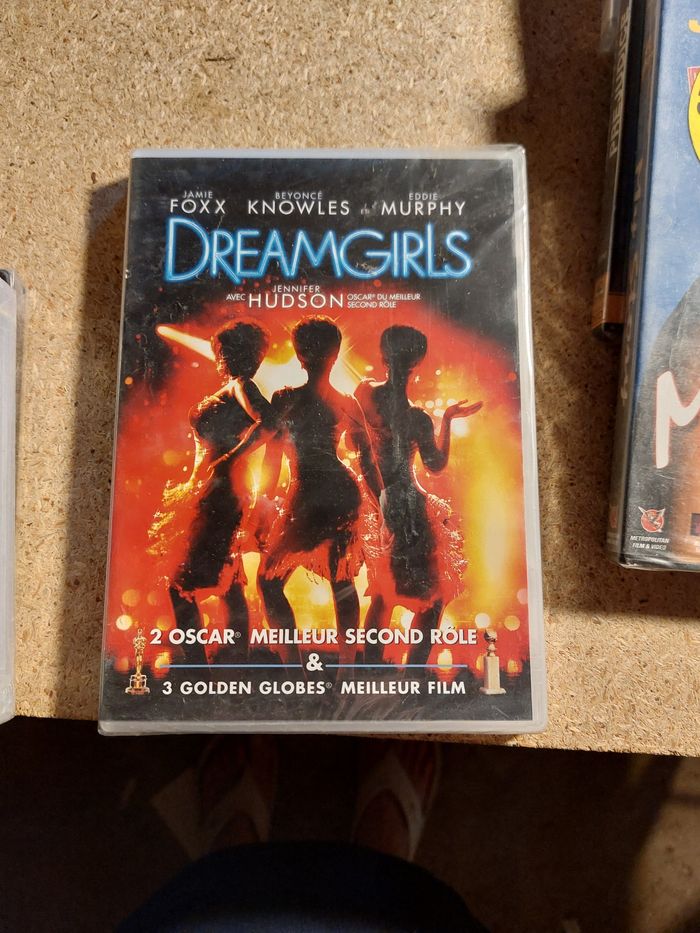 JAMIE BEYONCÉ EDDIE
FOXX KNOWLES et MURPHY
DREAMGIRLS
JENNIFER
AVEC HUDSON OSCAR® DU MEILLEUR
SECOND RÔLE
2 OSCAR® MEILLEUR SECOND RÔLE
&
3 GOLDEN GLOBES® MEILLEUR FILM
METROPOLITAN
FILM & VIDEO